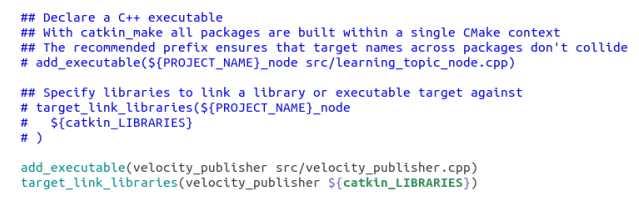 ## Declare a C++ executable
## With catkin_make all packages are built within a single CMake context
## The recommended prefix ensures that target names across packages don't collide
# add_executable(${PROJECT_NAME}_node src/learning_topic_node.cpp)

## Specify libraries to link a library or executable target against
# target_link_libraries(${PROJECT_NAME}_node
#   ${catkin_LIBRARIES}
# )

add_executable(velocity_publisher src/velocity_publisher.cpp)
target_link_libraries(velocity_publisher ${catkin_LIBRARIES})